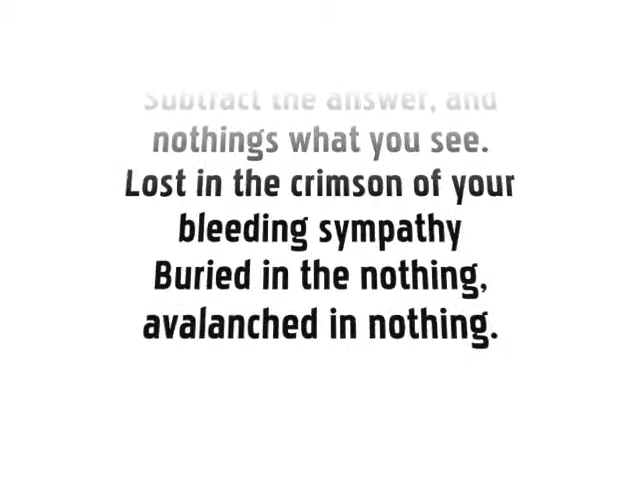 Subtract the answer, and
nothings what you see.
Lost in the crimson of your
bleeding sympathy
Buried in the nothing,
avalanched in nothing.